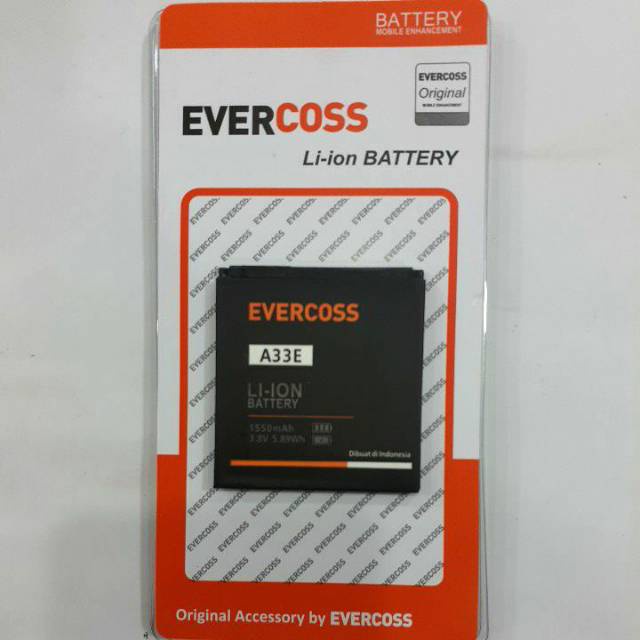 BATTERY
MOBILE ENHANCEMENT
EVERCOSS
Original
MOBILE ENHANCEMENT
EVERCOSS
Li-ion BATTERY
EVERCOSS
A33E
LI-ION
BATTERY
1550mAh
3.8V 5.89Wh
Dibuat di Indonesia
Original Accessory by EVERCOSS